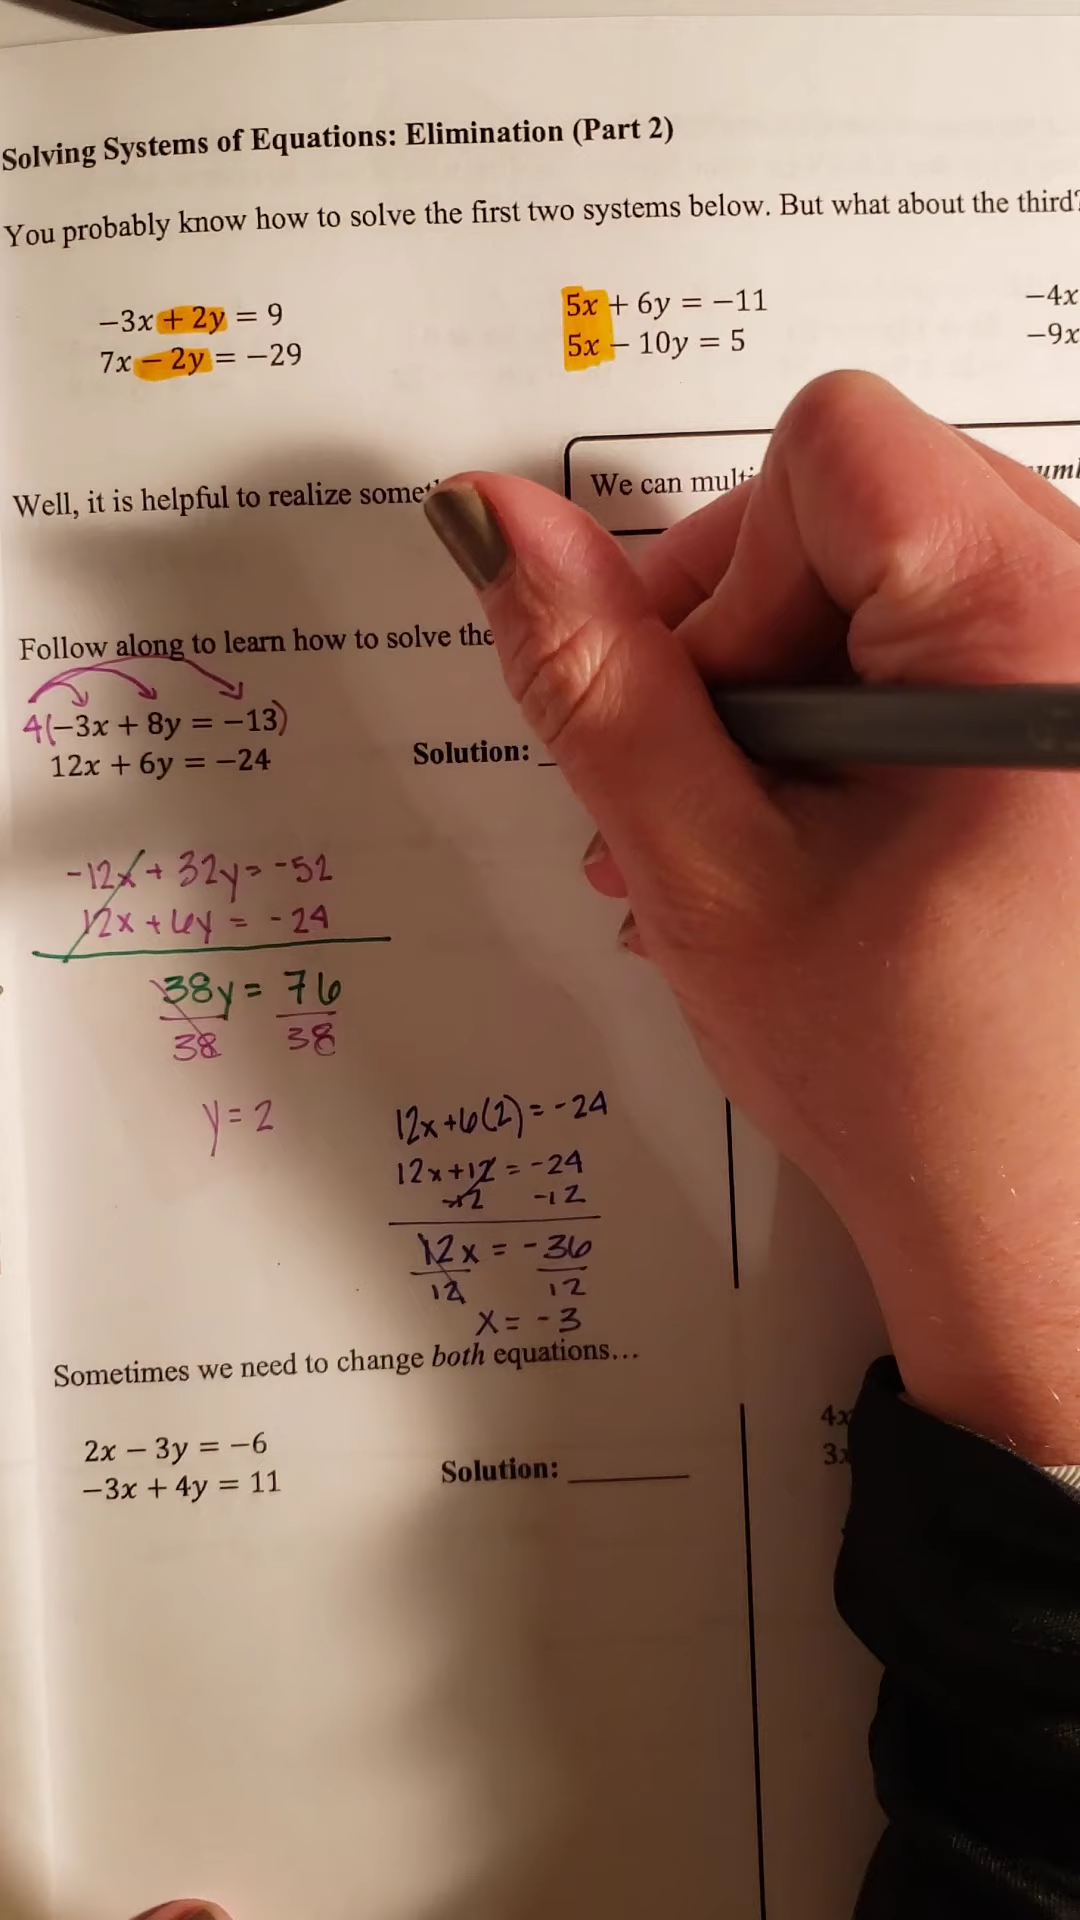 Solving Systems of Equations: Elimination (Part 2)
You probably know how to solve the first two systems below. But what about the third?
−3x + 2y = 9
7x − 2y = −29
5x + 6y = −11
5x − 10y = 5
−4x
−9x
Well, it is helpful to realize
We can
Follow along to learn how to solve the
4(−3x + 8y = −13)
12x + 6y = −24
Solution: _
-12x + 32y = -52
12x + 6y = -24
38y = 76
38 38
y = 2
12x + 6(2) = -24
12x + 12 = -24
-12 -12
12x = -36
12 12
x = -3
Sometimes we need to change both equations…
2x − 3y = −6
−3x + 4y = 11
Solution: ________
4x
3x